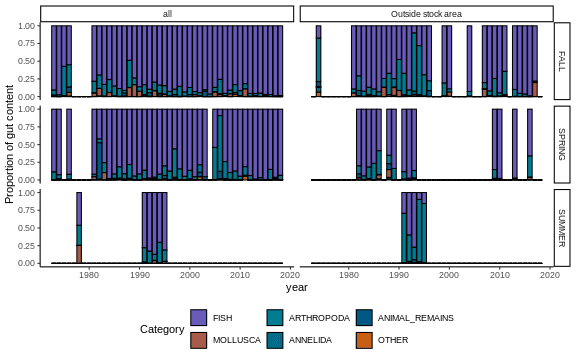 all Outside stock area
1.00
0.75
0.50
0.25
0.00
FALL
1.00
0.75
0.50
0.25
0.00
SPRING
1.00
0.75
0.50
0.25
0.00
SUMMER
Proportion of gut content
1980 1990 2000 2010 2020 1980 1990 2000 2010 2020
year
Category
FISH ARTHROPODA ANIMAL_REMAINS
MOLLUSCA ANNELIDA OTHER